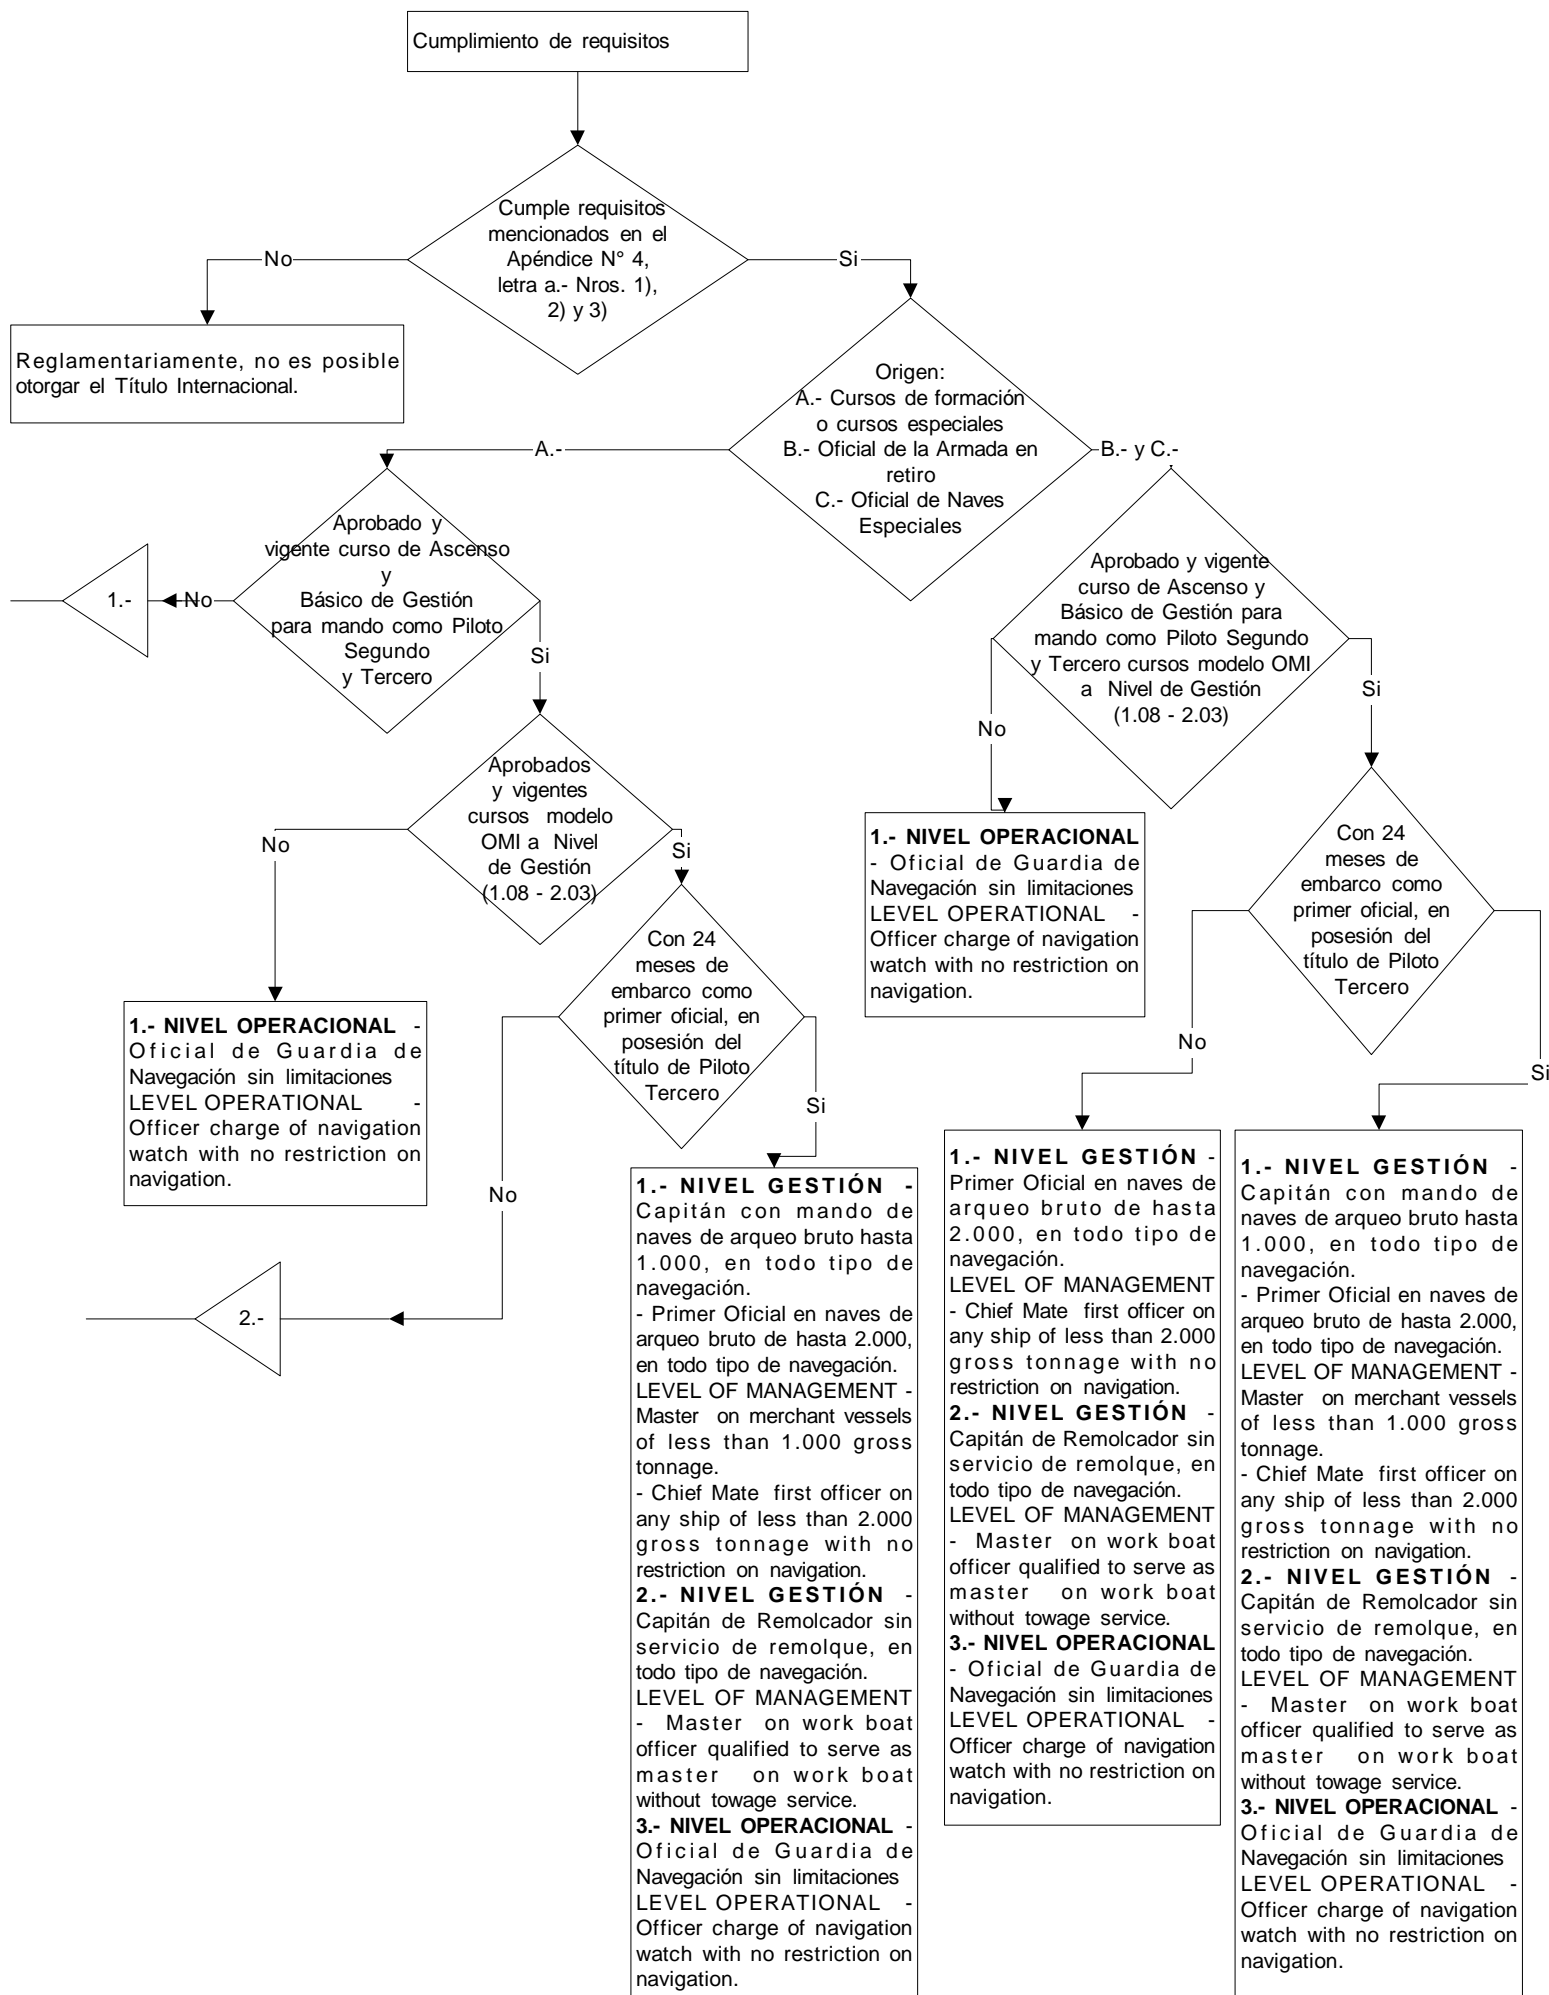 Cumplimiento de requisitos
Cumple requisitos
mencionados en el
Apéndice N° 4,
letra a.- Nros. 1),
2) y 3)
No
Si
Reglamentariamente, no es posible
otorgar el Título Internacional.
Origen:
A.- Cursos de formación
o cursos especiales
B.- Oficial de la Armada en
retiro
C.- Oficial de Naves
Especiales
A.-
B.- y C.-
Aprobado y
vigente curso de Ascenso
y
Básico de Gestión
para mando como Piloto
Segundo
y Tercero
No
1.-
Si
Aprobado y vigente
curso de Ascenso y
Básico de Gestión para
mando como Piloto Segundo
y Tercero cursos modelo OMI
a Nivel de Gestión
(1.08 - 2.03)
No
Si
Aprobados
y vigentes
cursos modelo
OMI a Nivel
de Gestión
(1.08 - 2.03)
No
Si
1.- NIVEL OPERACIONAL
- Oficial de Guardia de
Navegación sin limitaciones
LEVEL OPERATIONAL -
Officer charge of navigation
watch with no restriction on
navigation.
Con 24
meses de
embarco como
primer oficial, en
posesión del
título de Piloto
Tercero
No
Si
Con 24
meses de
embarco como
primer oficial, en
posesión del
título de Piloto
Tercero
No
Si
1.- NIVEL OPERACIONAL -
Oficial de Guardia de
Navegación sin limitaciones
LEVEL OPERATIONAL -
Officer charge of navigation
watch with no restriction on
navigation.
2.-
1.- NIVEL GESTIÓN -
Capitán con mando de
naves de arqueo bruto hasta
1.000, en todo tipo de
navegación.
- Primer Oficial en naves de
arqueo bruto de hasta 2.000,
en todo tipo de navegación.
LEVEL OF MANAGEMENT -
Master on merchant vessels
of less than 1.000 gross
tonnage.
- Chief Mate first officer on
any ship of less than 2.000
gross tonnage with no
restriction on navigation.
2.- NIVEL GESTIÓN -
Capitán de Remolcador sin
servicio de remolque, en
todo tipo de navegación.
LEVEL OF MANAGEMENT
- Master on work boat
officer qualified to serve as
master on work boat
without towage service.
3.- NIVEL OPERACIONAL -
Oficial de Guardia de
Navegación sin limitaciones
LEVEL OPERATIONAL -
Officer charge of navigation
watch with no restriction on
navigation.
1.- NIVEL GESTIÓN -
Primer Oficial en naves de
arqueo bruto de hasta
2.000, en todo tipo de
navegación.
LEVEL OF MANAGEMENT
- Chief Mate first officer on
any ship of less than 2.000
gross tonnage with no
restriction on navigation.
2.- NIVEL GESTIÓN -
Capitán de Remolcador sin
servicio de remolque, en
todo tipo de navegación.
LEVEL OF MANAGEMENT
- Master on work boat
officer qualified to serve as
master on work boat
without towage service.
3.- NIVEL OPERACIONAL
- Oficial de Guardia de
Navegación sin limitaciones
LEVEL OPERATIONAL -
Officer charge of navigation
watch with no restriction on
navigation.
1.- NIVEL GESTIÓN -
Capitán con mando de
naves de arqueo bruto hasta
1.000, en todo tipo de
navegación.
- Primer Oficial en naves de
arqueo bruto de hasta 2.000,
en todo tipo de navegación.
LEVEL OF MANAGEMENT -
Master on merchant vessels
of less than 1.000 gross
tonnage.
- Chief Mate first officer on
any ship of less than 2.000
gross tonnage with no
restriction on navigation.
2.- NIVEL GESTIÓN -
Capitán de Remolcador sin
servicio de remolque, en
todo tipo de navegación.
LEVEL OF MANAGEMENT
- Master on work boat
officer qualified to serve as
master on work boat
without towage service.
3.- NIVEL OPERACIONAL -
Oficial de Guardia de
Navegación sin limitaciones
LEVEL OPERATIONAL -
Officer charge of navigation
watch with no restriction on
navigation.